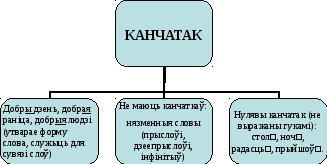 КАНЧАТАК
Добры дзень, добрая
раніца, добрыя людзі
(утварае форму
слова, служыць для
сувязі слоў)
Не маюць канчаткаў:
нязменныя словы
(прыслоўі,
дзеепрыслоўі,
інфінітыў)
Нулявы канчатак (не
выражаны гукамі):
стол□, ноч□,
радасць□, прыйшоў□.